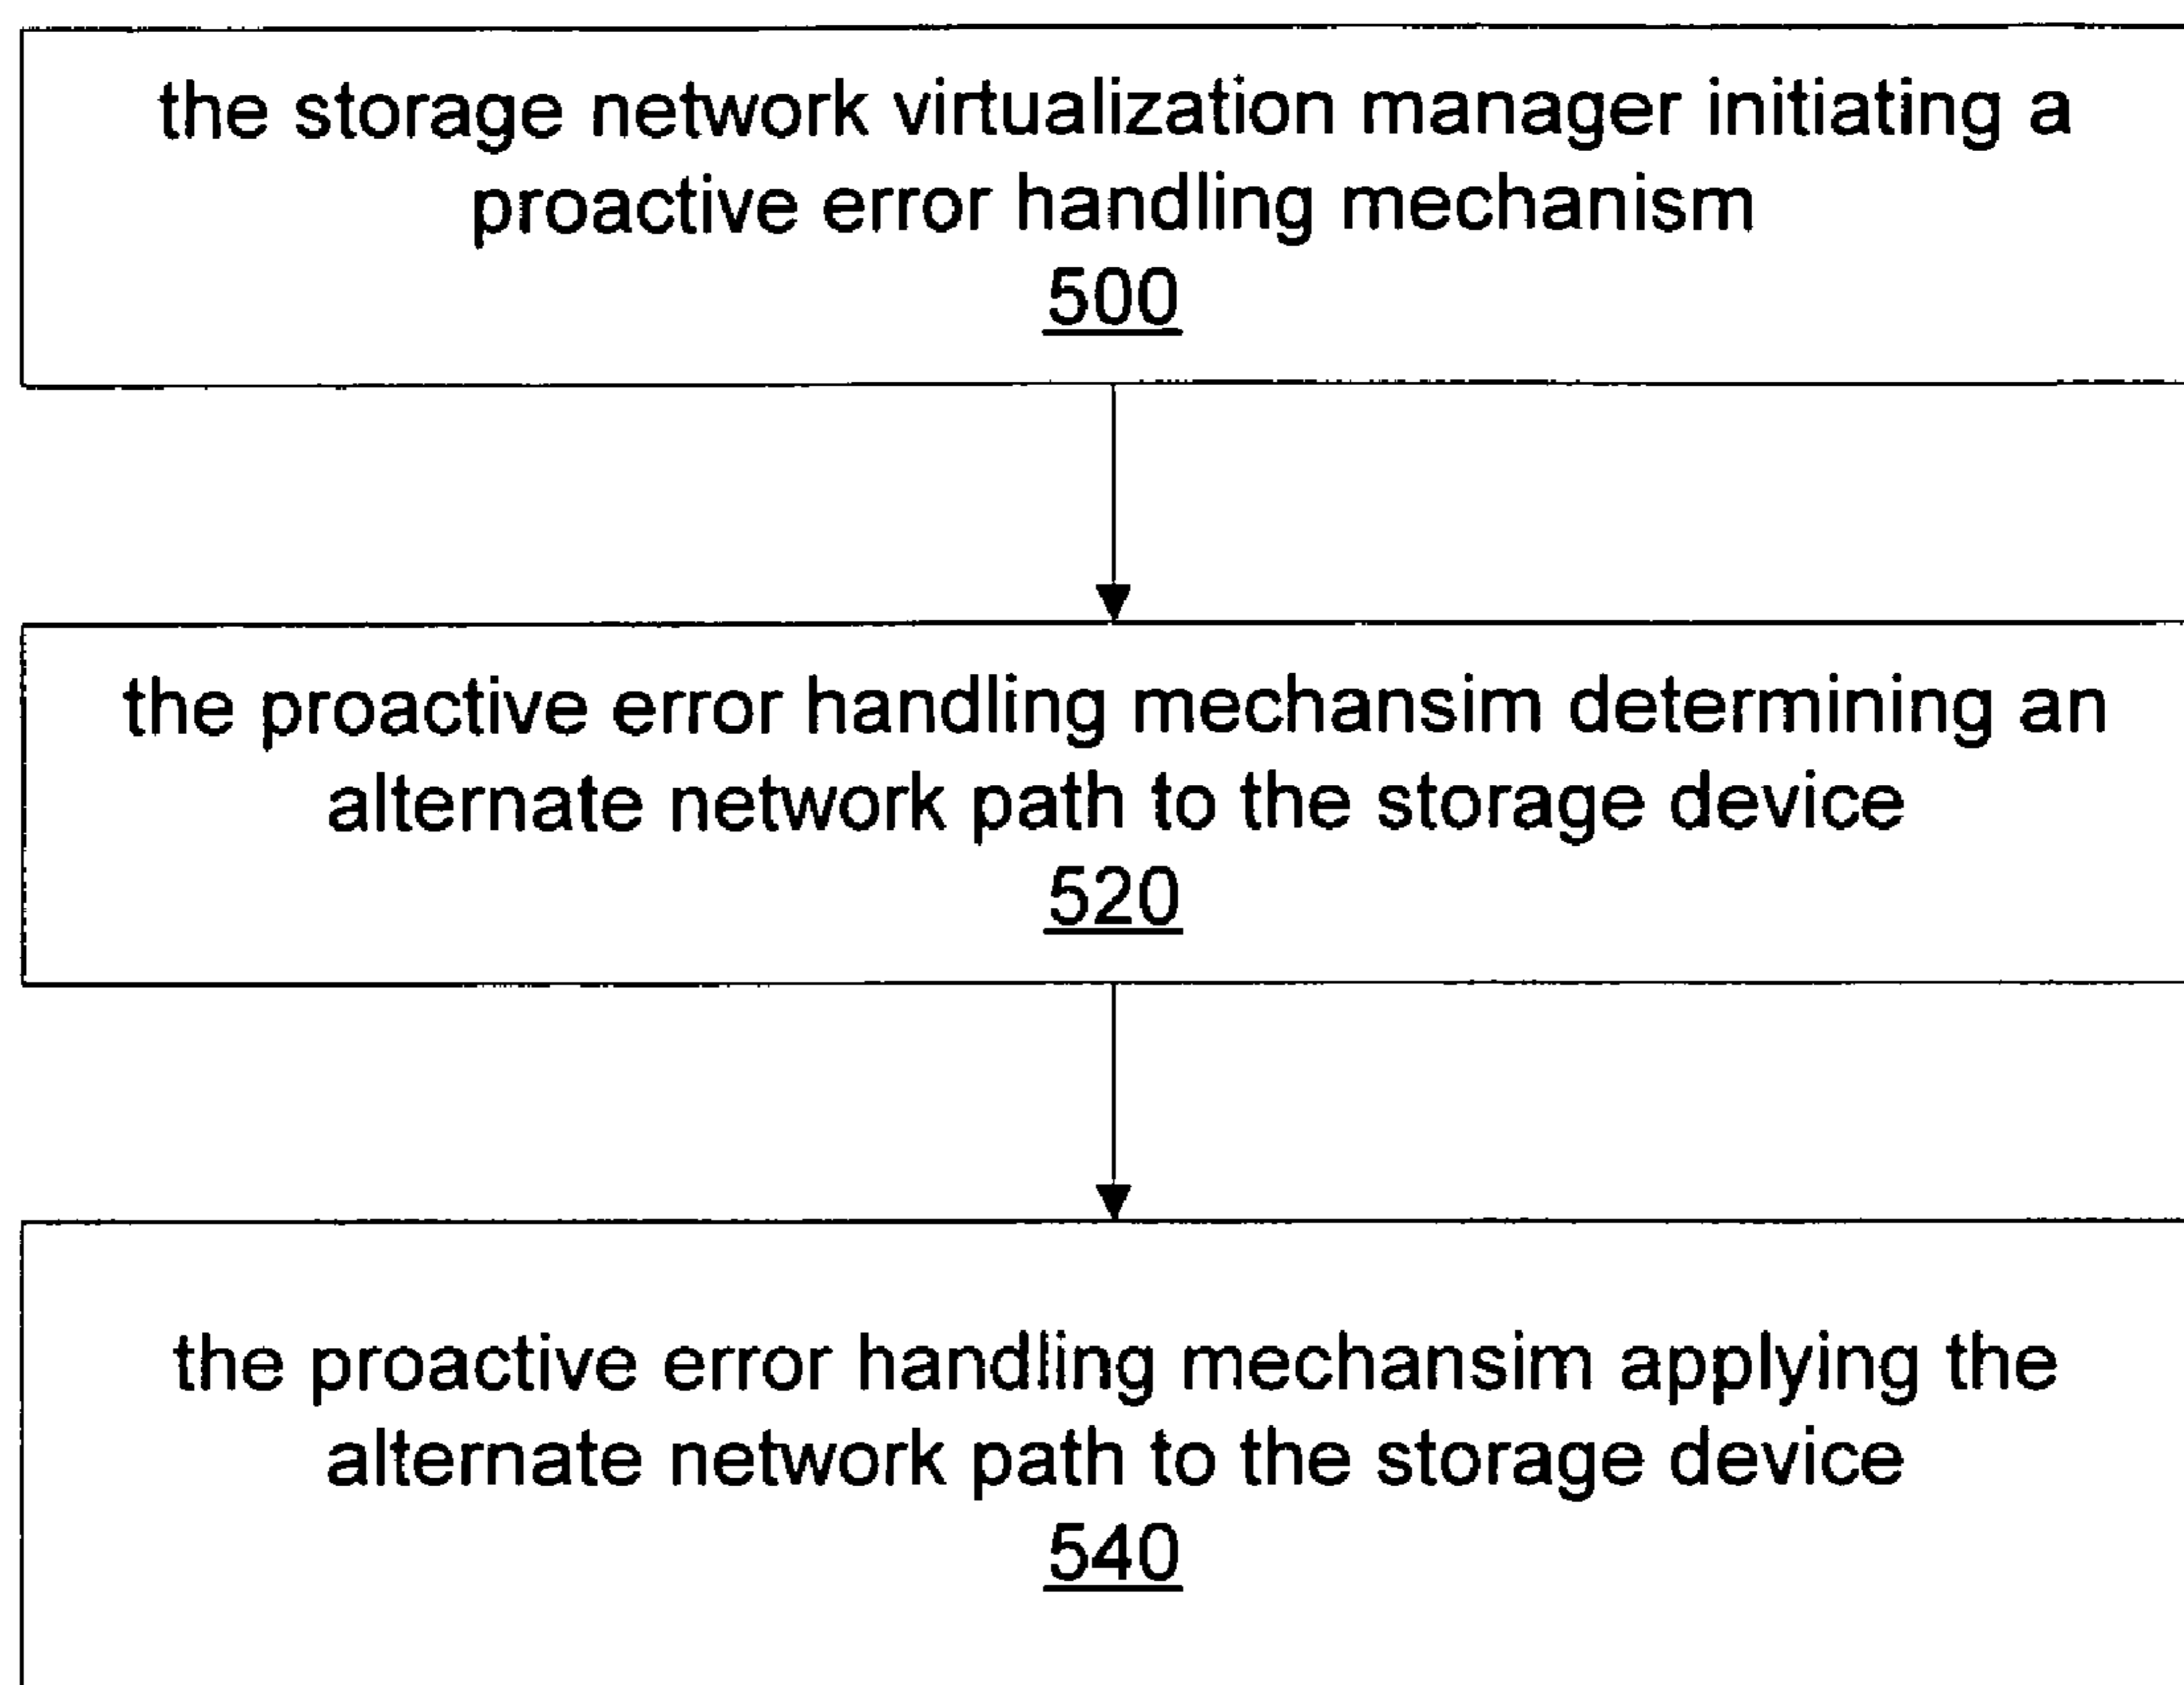 the storage network virtualization manager initiating a
proactive error handling mechanism
500
the proactive error handling mechansim determining an
alternate network path to the storage device
520
the proactive error handling mechansim applying the
alternate network path to the storage device
540